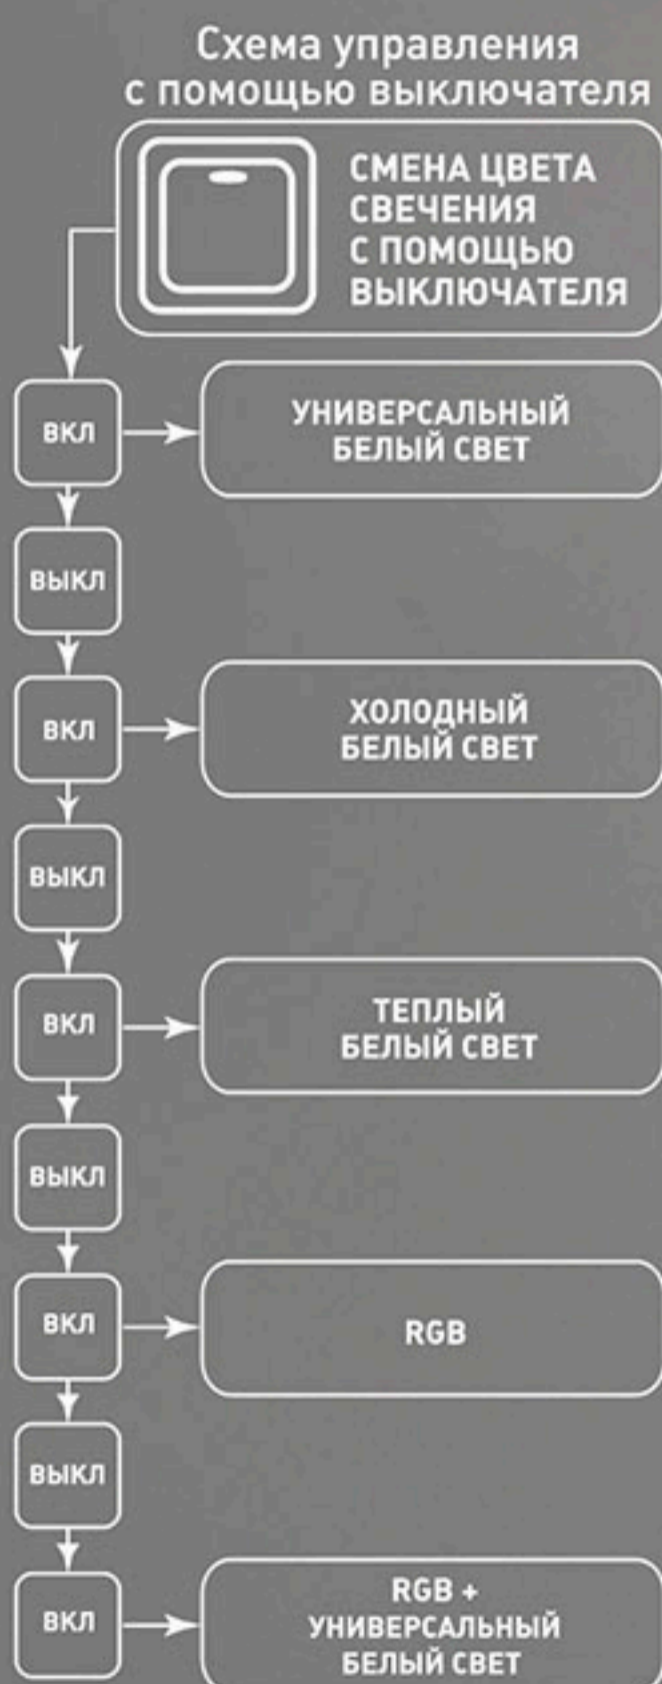 Схема управления
с помощью выключателя
СМЕНА ЦВЕТА
СВЕЧЕНИЯ
С ПОМОЩЬЮ
ВЫКЛЮЧАТЕЛЯ
ВКЛ
УНИВЕРСАЛЬНЫЙ
БЕЛЫЙ СВЕТ
ВЫКЛ
ВКЛ
ХОЛОДНЫЙ
БЕЛЫЙ СВЕТ
ВЫКЛ
ВКЛ
ТЕПЛЫЙ
БЕЛЫЙ СВЕТ
ВЫКЛ
ВКЛ
RGB
ВЫКЛ
ВКЛ
RGB +
УНИВЕРСАЛЬНЫЙ
БЕЛЫЙ СВЕТ